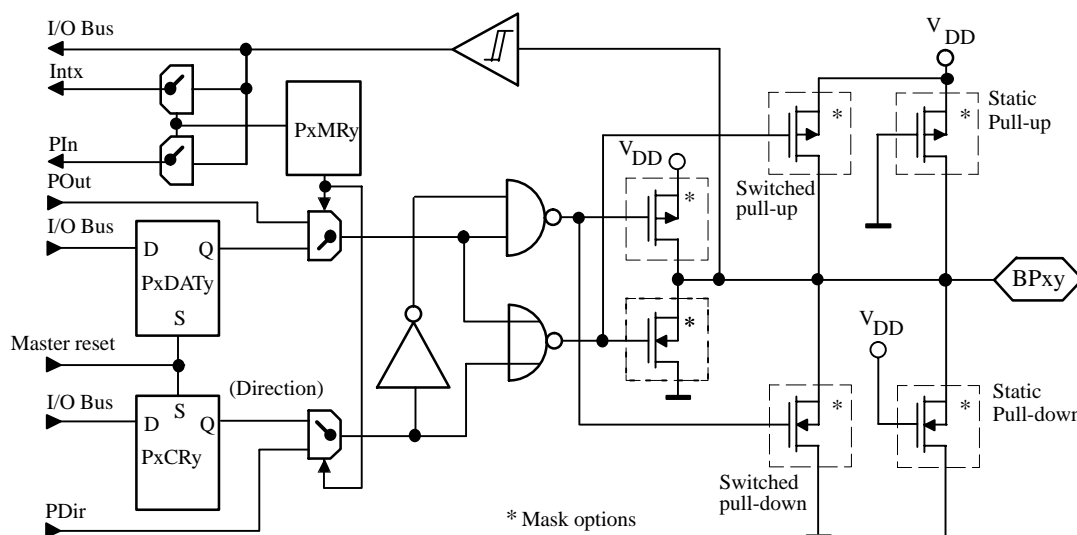 I/O Bus
Intx
PIn
POut
I/O Bus
D
Q
PxDATy
S
Master reset
I/O Bus
(Direction)
S
D
Q
PxCRy
PDir
PxMRy
V DD
*
*
Static
Pull-up
V DD
*
Switched
pull-up
*
BPxy
V DD
*
*
Static
Pull-down
Switched
pull-down
* Mask options